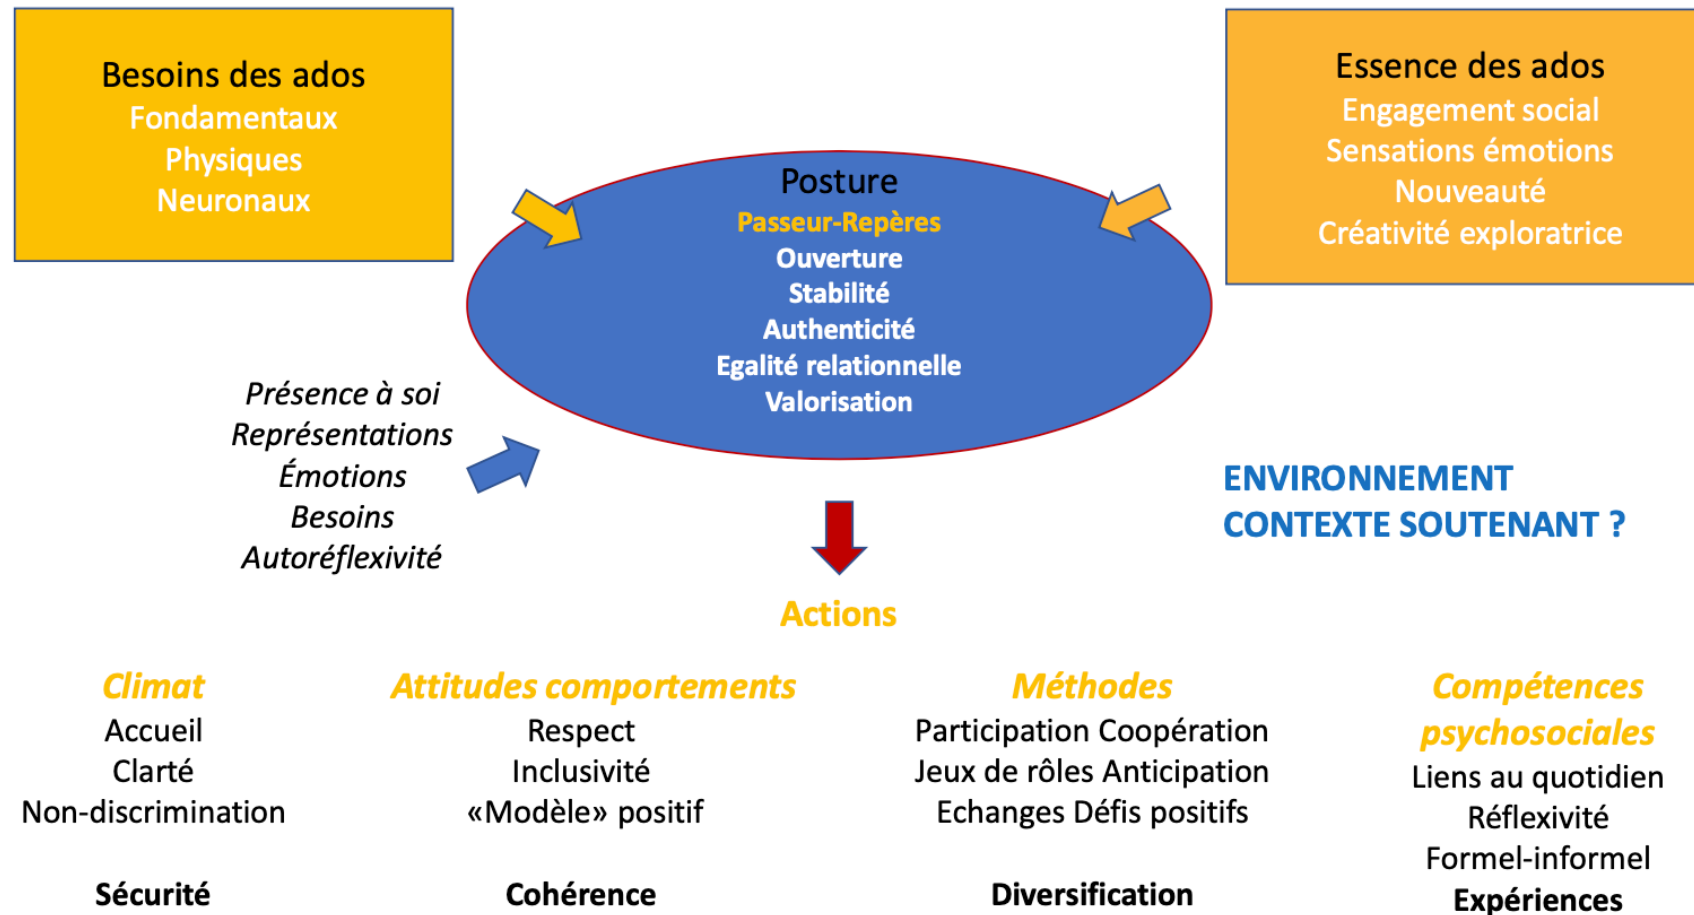 Besoins des ados
Fondamentaux
Physiques
Neuronaux
Essence des ados
Engagement social
Sensations émotions
Nouveauté
Créativité exploratrice
Posture
Passeur-Repères
Ouverture
Stabilité
Authenticité
Egalité relationnelle
Valorisation
Présence à soi
Représentations
Émotions
Besoins
Autoréflexivité
ENVIRONNEMENT
CONTEXTE SOUTENANT ?
Actions
Climat
Accueil
Clarté
Non-discrimination
Sécurité
Attitudes comportements
Respect
Inclusivité
«Modèle» positif
Cohérence
Méthodes
Participation Coopération
Jeux de rôles Anticipation
Echanges Défis positifs
Diversification
Compétences
psychosociales
Liens au quotidien
Réflexivité
Formel-informel
Expériences